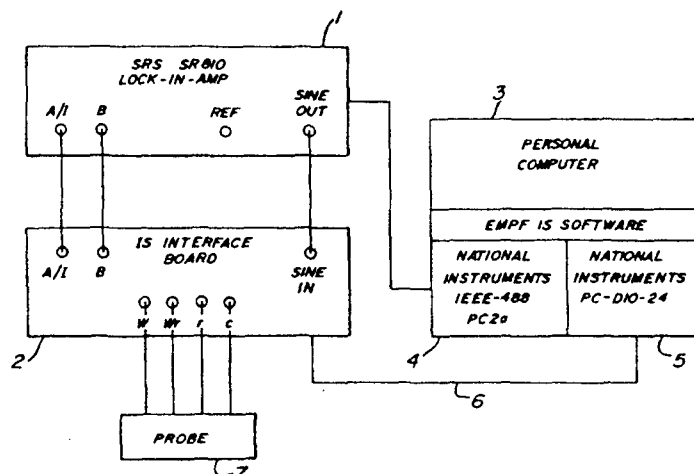 1
SRS SR810
LOCK-IN-AMP
A/I B REF SINE OUT
3
PERSONAL
COMPUTER
EMPF IS SOFTWARE
NATIONAL
INSTRUMENTS
IEEE-488
PC2a
NATIONAL
INSTRUMENTS
PC-DIO-24
IS INTERFACE
BOARD
A/I B SINE IN
W Wr r c
2
4
5
6
PROBE
7